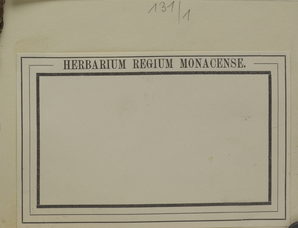 131/1
HERBARIUM REGIUM MONACENSE.